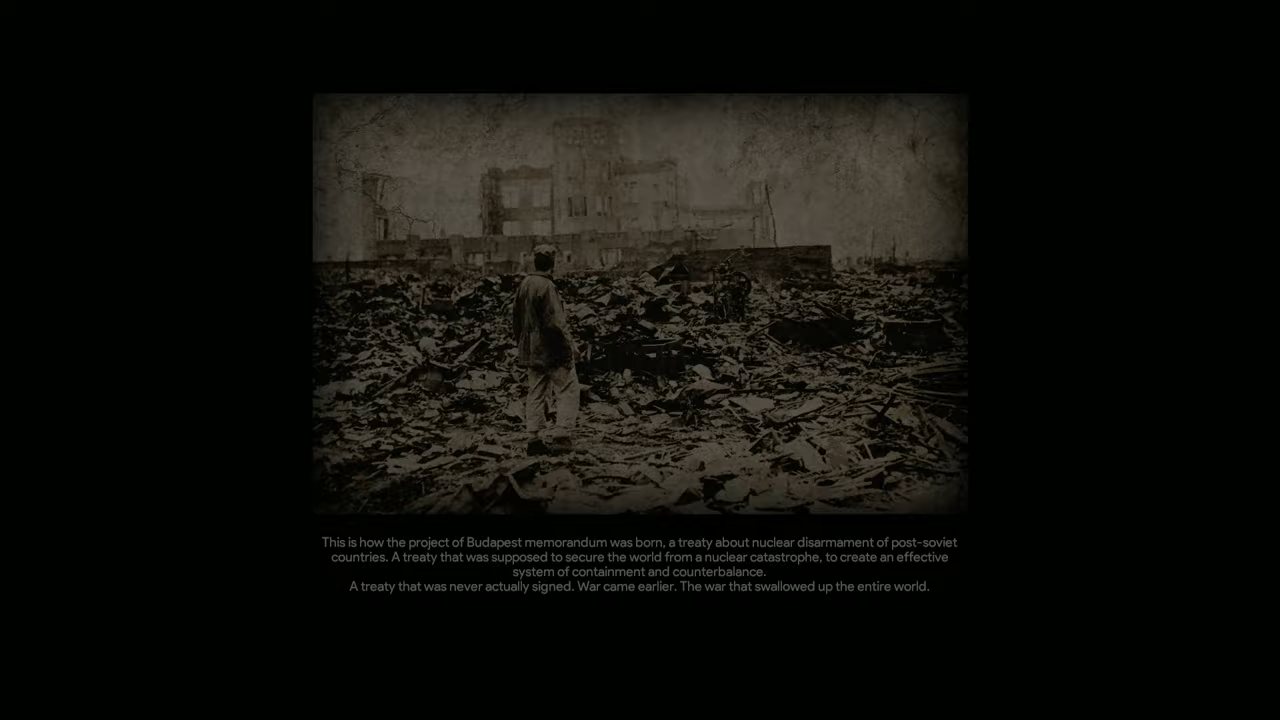 This is how the project of Budapest memorandum was born, a treaty about nuclear disarmament of post-soviet
countries. A treaty that was supposed to secure the world from a nuclear catastrophe, to create an effective
system of containment and counterbalance.
A treaty that was never actually signed. War came earlier. The war that swallowed up the entire world.